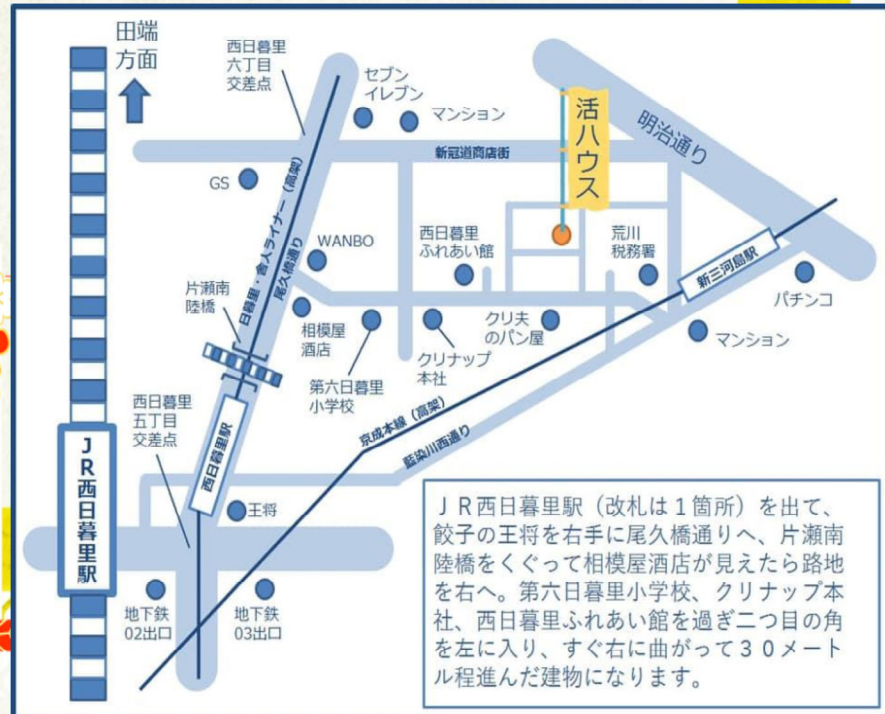 田端
方面
西日暮里
六丁目
交差点
セブン
イレブン
マンション
活ハウス
明治通り
新冠道商店街
GS
日暮里・舎人ライナー（高架）
尾久橋通り
WANBO
西日暮里
ふれあい館
荒川
税務署
新三河島駅
パチンコ
片瀬南
陸橋
相模屋
酒店
第六日暮里
小学校
クリナップ
本社
クリ夫
のパン屋
マンション
西日暮里
五丁目
交差点
西日暮里駅
京成本線（高架）
藍染川西通り
JR西日暮里駅
王将
地下鉄
02出口
地下鉄
03出口
ＪＲ西日暮里駅（改札は１箇所）を出て、
餃子の王将を右手に尾久橋通りへ、片瀬南
陸橋をくぐって相模屋酒店が見えたら路地
を右へ。第六日暮里小学校、クリナップ本
社、西日暮里ふれあい館を過ぎ二つ目の角
を左に入り、すぐ右に曲がって３０メート
ル程進んだ建物になります。